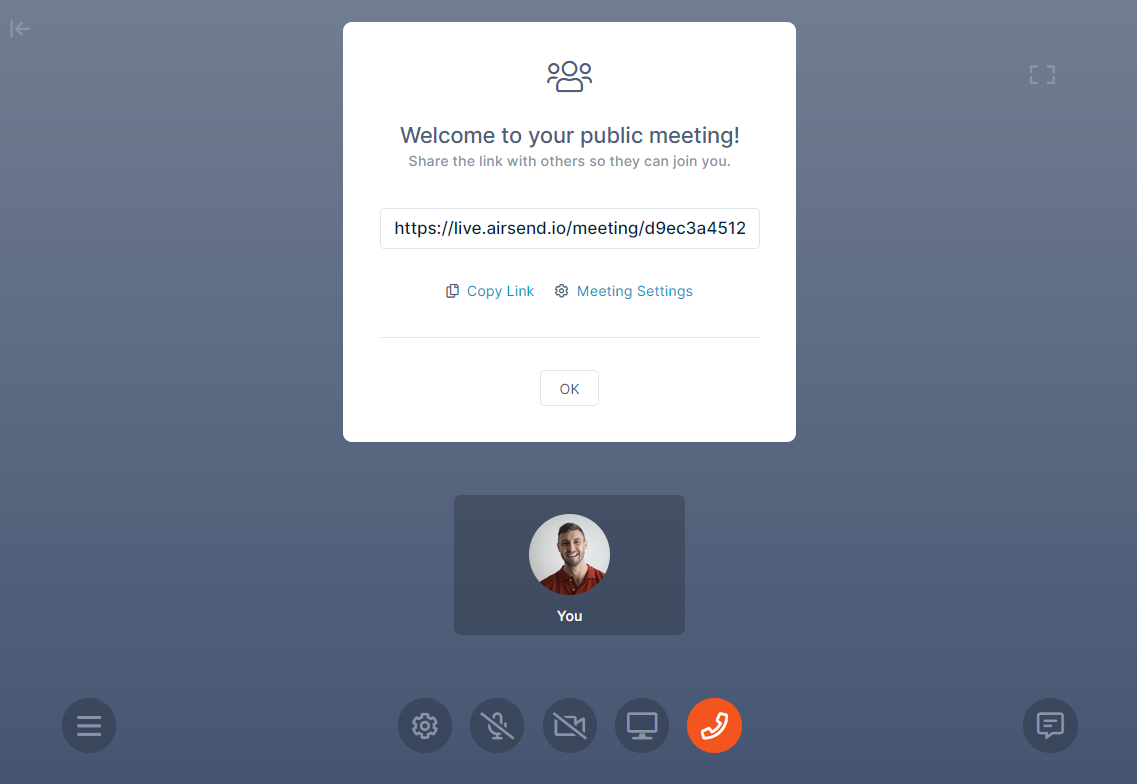 Welcome to your public meeting!
Share the link with others so they can join you.
https://live.airsend.io/meeting/d9ec3a4512
Copy Link Meeting Settings
OK
You